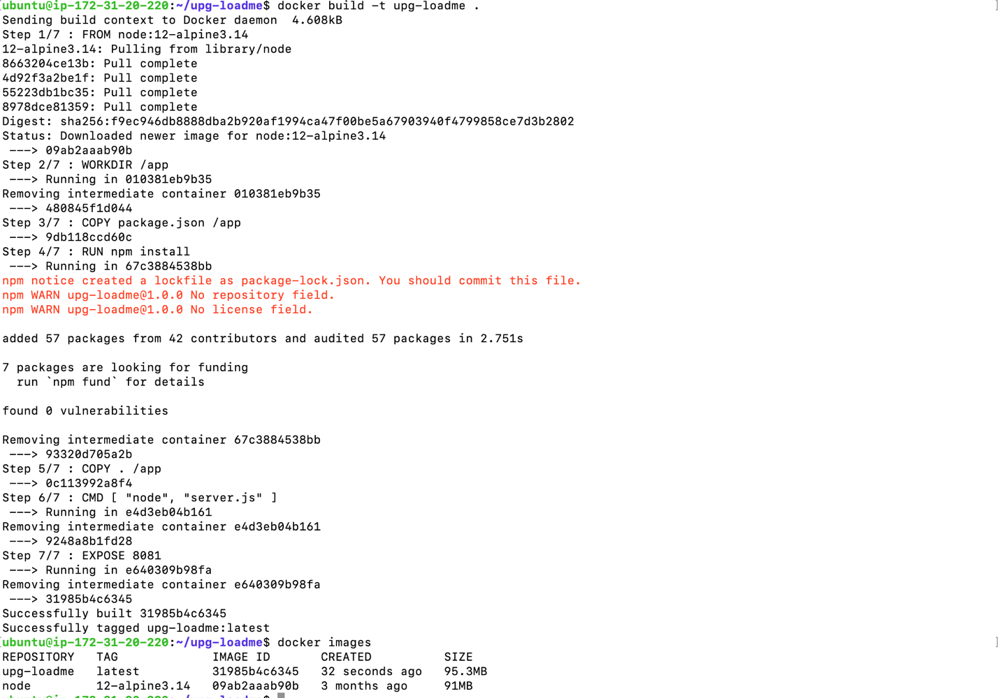 [ubuntu@ip-172-31-20-220:~/upg-loadme$ docker build -t upg-loadme . ]
Sending build context to Docker daemon  4.608kB
Step 1/7 : FROM node:12-alpine3.14
12-alpine3.14: Pulling from library/node
8663204ce13b: Pull complete
4d92f3a2be1f: Pull complete
55223db1bc35: Pull complete
8978dce81359: Pull complete
Digest: sha256:f9ec946db8888dba2b920af1994ca47f00be5a67903940f4799858ce7d3b2802
Status: Downloaded newer image for node:12-alpine3.14
 ---> 09ab2aaab90b
Step 2/7 : WORKDIR /app
 ---> Running in 010381eb9b35
Removing intermediate container 010381eb9b35
 ---> 480845f1d044
Step 3/7 : COPY package.json /app
 ---> 9db118ccd60c
Step 4/7 : RUN npm install
 ---> Running in 67c3884538bb
npm notice created a lockfile as package-lock.json. You should commit this file.
npm WARN upg-loadme@1.0.0 No repository field.
npm WARN upg-loadme@1.0.0 No license field.
added 57 packages from 42 contributors and audited 57 packages in 2.751s
7 packages are looking for funding
  run `npm fund` for details
found 0 vulnerabilities
Removing intermediate container 67c3884538bb
 ---> 93320d705a2b
Step 5/7 : COPY . /app
 ---> 0c113992a8f4
Step 6/7 : CMD [ "node", "server.js" ]
 ---> Running in e4d3eb04b161
Removing intermediate container e4d3eb04b161
 ---> 9248a8b1fd28
Step 7/7 : EXPOSE 8081
 ---> Running in e640309b98fa
Removing intermediate container e640309b98fa
 ---> 31985b4c6345
Successfully built 31985b4c6345
Successfully tagged upg-loadme:latest
[ubuntu@ip-172-31-20-220:~/upg-loadme$ docker images ]
REPOSITORY   TAG             IMAGE ID       CREATED          SIZE
upg-loadme   latest          31985b4c6345   32 seconds ago   95.3MB
node         12-alpine3.14   09ab2aaab90b   3 months ago     91MB
ubuntu@ip-172-31-20-220:~/upg-loadme$